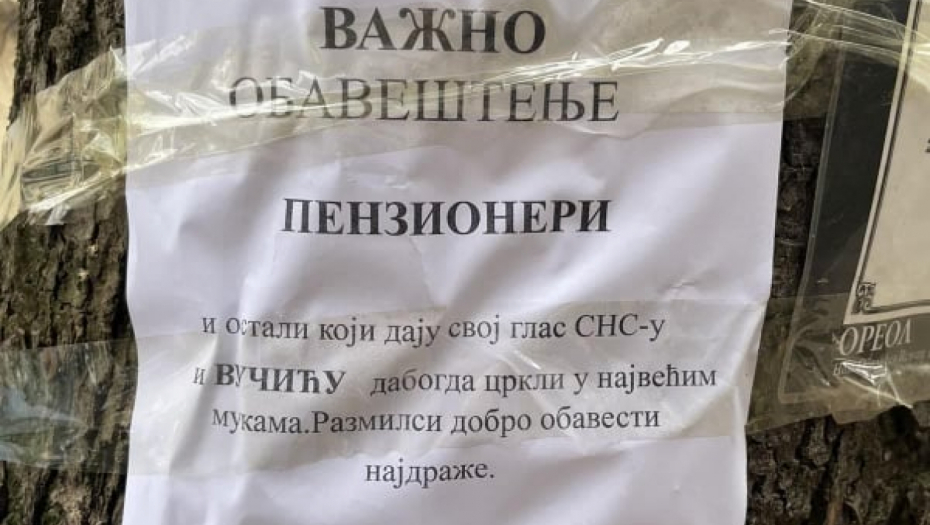 ВАЖНО
ОБАВЕШТЕЊЕ
ПЕНЗИОНЕРИ
и остали који дају свој глас СНС-у
и ВУЧИЋУ дабогда цркли у највећим
мукама.Размилси добро обавести
најдраже.
ОРЕОЛ